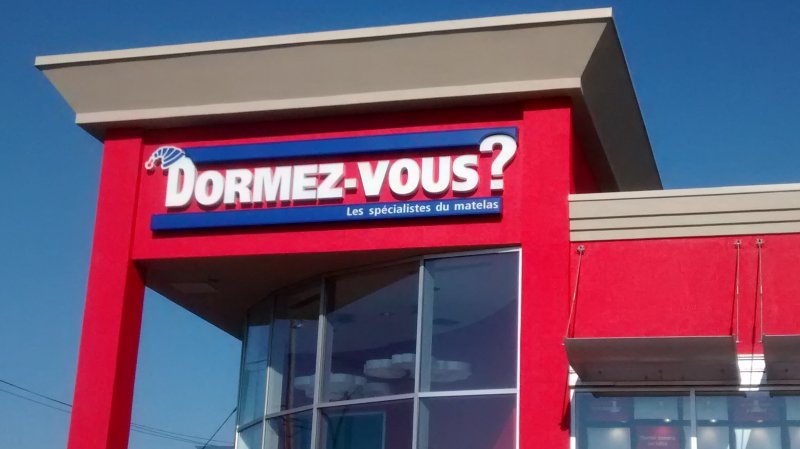 DORMEZ-VOUS?
Les spécialistes du matelas